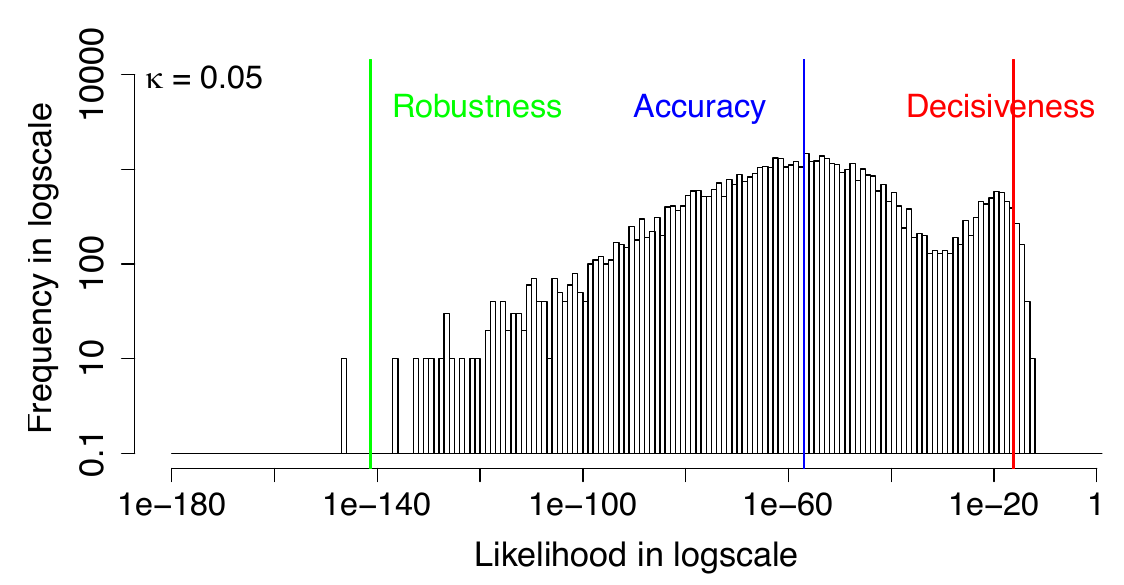 κ = 0.05
Robustness
Accuracy
Decisiveness
Frequency in logscale
10000
100
10
0.1
1e−180
1e−140
1e−100
1e−60
1e−20
1
Likelihood in logscale